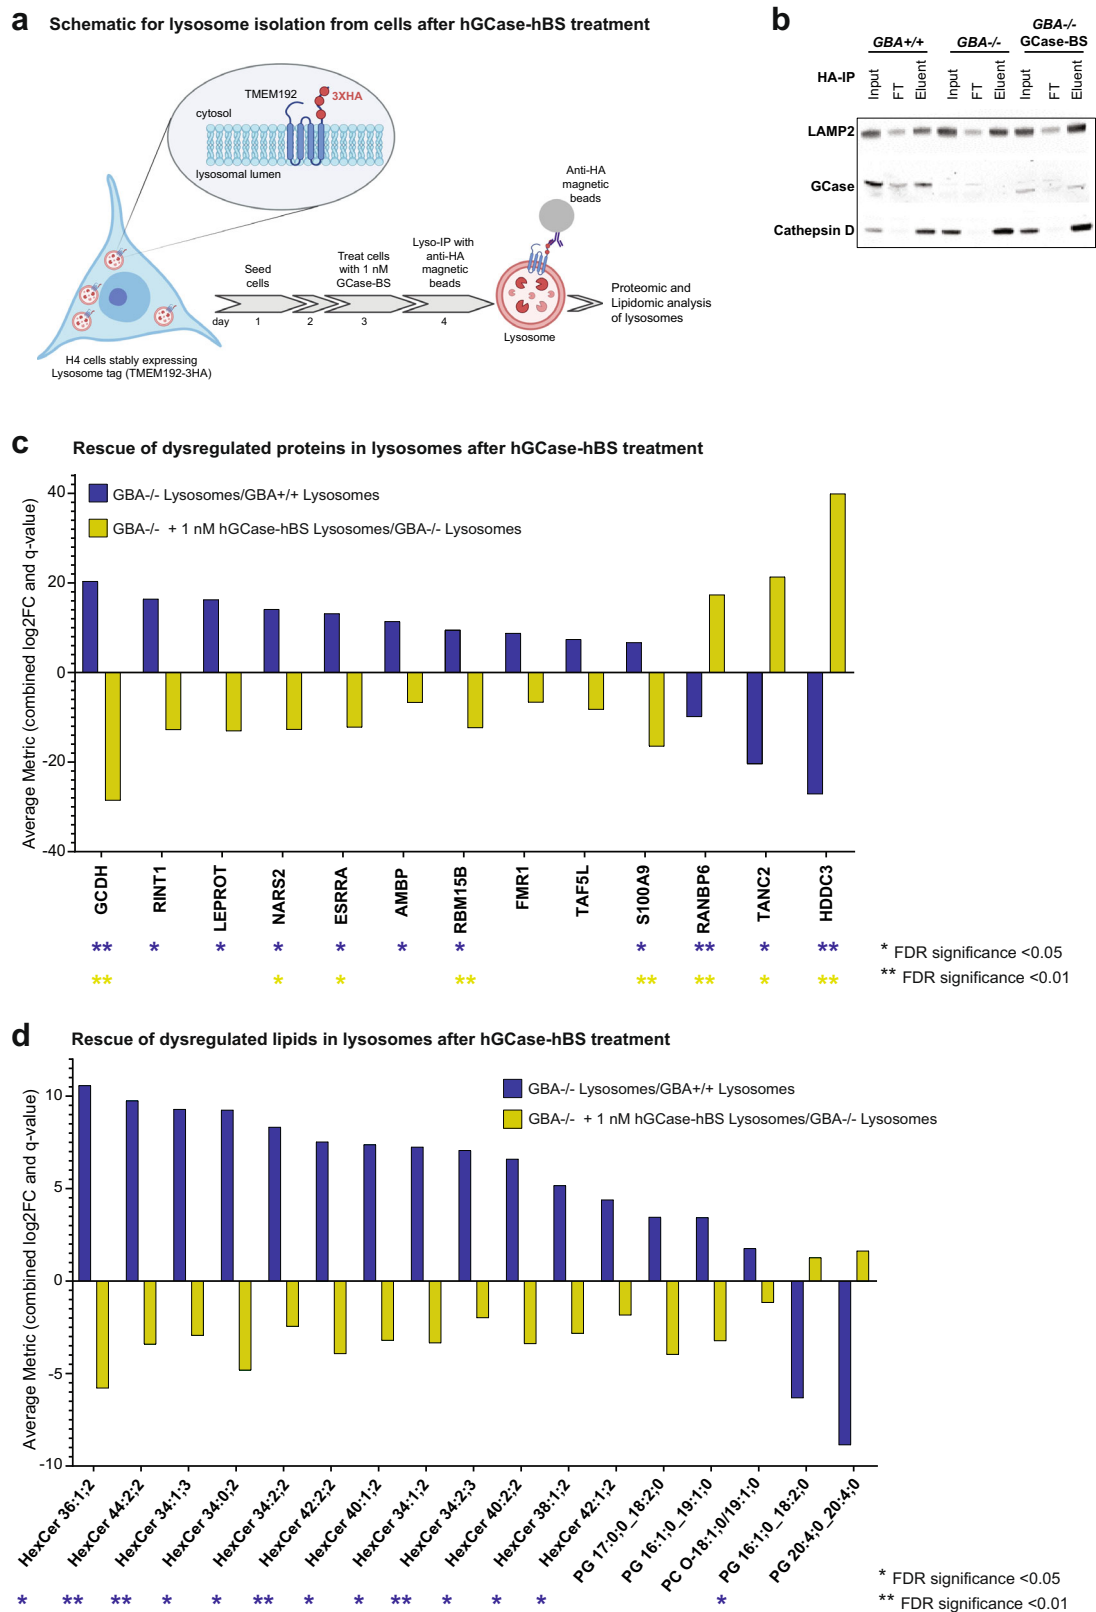 a Schematic for lysosome isolation from cells after hGCase-hBS treatment
TMEM192
3XHA
cytosol
lysosomal lumen
Anti-HA
magnetic
beads
Seed
cells
Treat cells
with 1 nM
GCase-BS
Lyso-IP with
anti-HA
magnetic
beads
day 1 2 3 4
Lysosome
Proteomic and
Lipidomic analysis
of lysosomes
H4 cells stably expressing
Lysosome tag (TMEM192-3HA)
b
GBA+/+ GBA-/- GBA-/- GCase-BS
HA-IP
Input FT Eluent Input FT Eluent Input FT Eluent
LAMP2
GCase
Cathepsin D
c Rescue of dysregulated proteins in lysosomes after hGCase-hBS treatment
Average Metric (combined log2FC and q-value)
40
20
0
-20
-40
GBA-/- Lysosomes/GBA+/+ Lysosomes
GBA-/- + 1 nM hGCase-hBS Lysosomes/GBA-/- Lysosomes
GCDH RINT1 LEPROT NARS2 ESRRA AMBP RBM15B FMR1 TAF5L S100A9 RANBP6 TANC2 HDDC3
** * * * * * * * ** * **
** * * ** ** ** * **
* FDR significance <0.05
** FDR significance <0.01
d Rescue of dysregulated lipids in lysosomes after hGCase-hBS treatment
Average Metric (combined log2FC and q-value)
10
5
0
-5
-10
GBA-/- Lysosomes/GBA+/+ Lysosomes
GBA-/- + 1 nM hGCase-hBS Lysosomes/GBA-/- Lysosomes
HexCer 36:1;2
HexCer 44:2;2
HexCer 34:1;3
HexCer 34:0;2
HexCer 34:2;2
HexCer 42:2;2
HexCer 40:1;2
HexCer 34:1;2
HexCer 34:2;3
HexCer 40:2;2
HexCer 38:1;2
HexCer 42:1;2
PG 17:0;0_18:2;0
PG 16:1;0_19:1;0
PC O-18:1;0/19:1;0
PG 16:1;0_18:2;0
PG 20:4;0_20:4;0
* ** ** * * ** * * ** * * * *
* FDR significance <0.05
** FDR significance <0.01